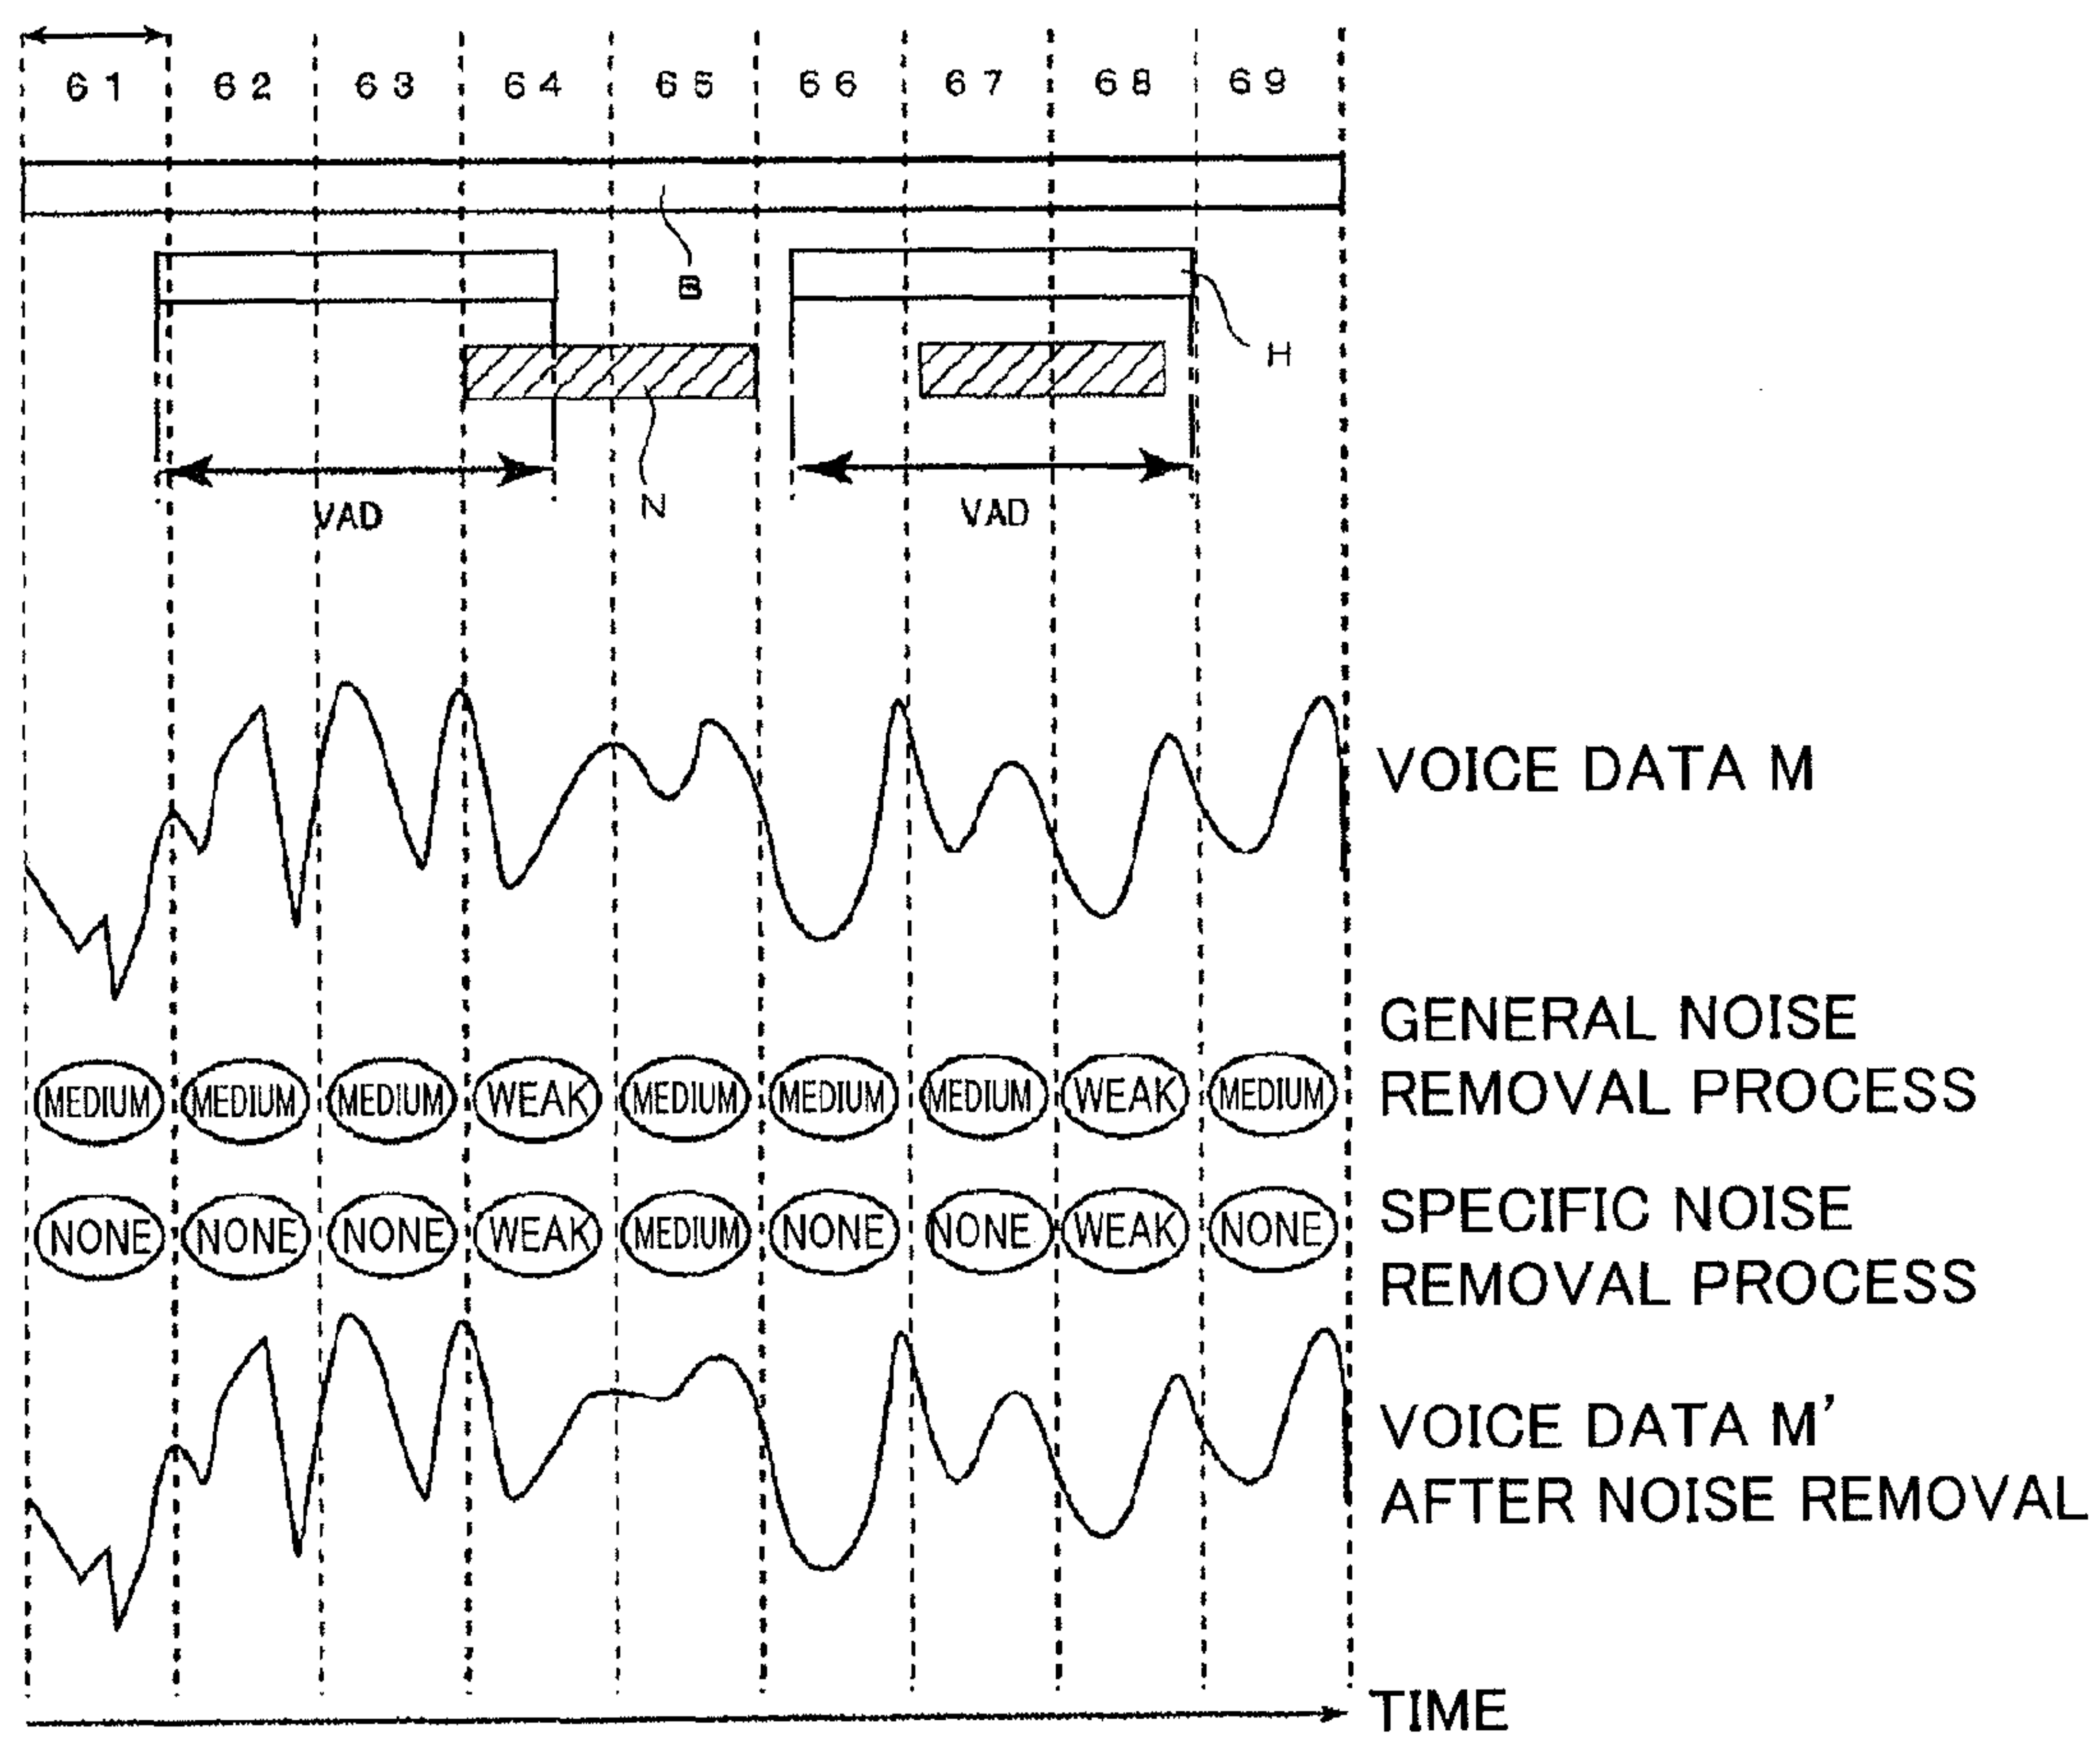 61 62 63 64 65 66 67 68 69
B
H
N
VAD VAD
VOICE DATA M
GENERAL NOISE
REMOVAL PROCESS
MEDIUM MEDIUM MEDIUM WEAK MEDIUM MEDIUM MEDIUM WEAK MEDIUM
SPECIFIC NOISE
REMOVAL PROCESS
NONE NONE NONE WEAK MEDIUM NONE NONE WEAK NONE
VOICE DATA M'
AFTER NOISE REMOVAL
TIME